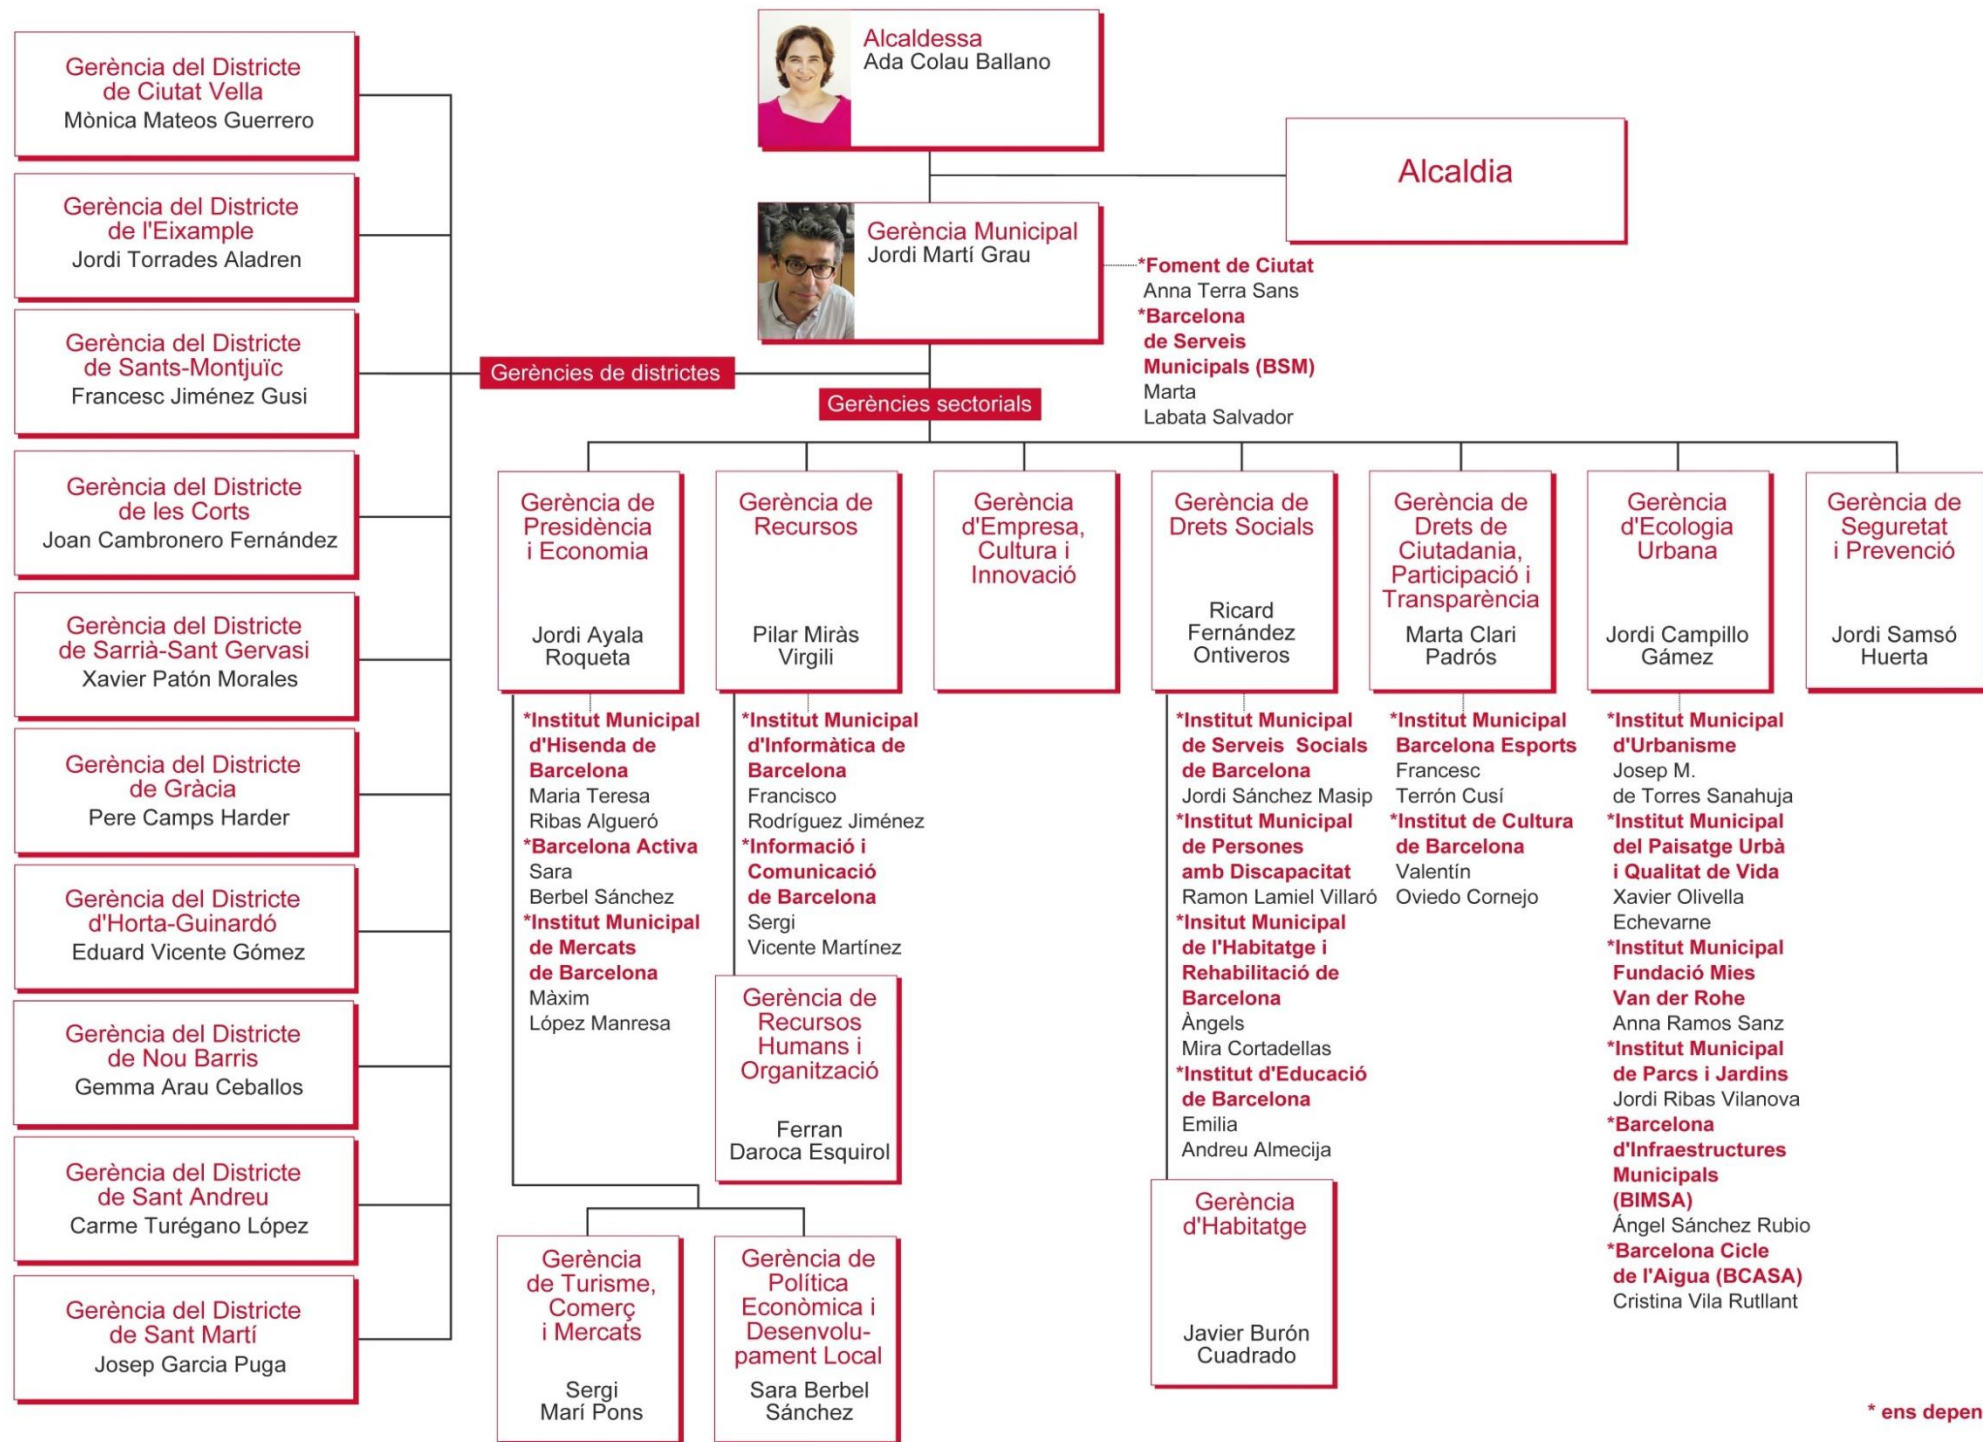 Alcaldessa
Ada Colau Ballano
Alcaldia
Gerència Municipal
Jordi Martí Grau
*Foment de Ciutat
Anna Terra Sans
*Barcelona
de Serveis
Municipals (BSM)
Marta
Labata Salvador
Gerències de districtes
Gerències sectorials
Gerència del Districte
de Ciutat Vella
Mònica Mateos Guerrero
Gerència del Districte
de l'Eixample
Jordi Torrades Aladren
Gerència del Districte
de Sants-Montjuïc
Francesc Jiménez Gusi
Gerència del Districte
de les Corts
Joan Cambronero Fernández
Gerència del Districte
de Sarrià-Sant Gervasi
Xavier Patón Morales
Gerència del Districte
de Gràcia
Pere Camps Harder
Gerència del Districte
d'Horta-Guinardó
Eduard Vicente Gómez
Gerència del Districte
de Nou Barris
Gemma Arau Ceballos
Gerència del Districte
de Sant Andreu
Carme Turégano López
Gerència del Districte
de Sant Martí
Josep Garcia Puga
Gerència de
Presidència
i Economia
Jordi Ayala
Roqueta
*Institut Municipal
d'Hisenda de
Barcelona
Maria Teresa
Ribas Algueró
*Barcelona Activa
Sara
Berbel Sánchez
*Institut Municipal
de Mercats
de Barcelona
Màxim
López Manresa
Gerència
de Turisme,
Comerç
i Mercats
Sergi
Marí Pons
Gerència de
Política
Econòmica i
Desenvolu-
pament Local
Sara Berbel
Sánchez
Gerència de
Recursos
Pilar Miràs
Virgili
*Institut Municipal
d'Informàtica de
Barcelona
Francisco
Rodríguez Jiménez
*Informació i
Comunicació
de Barcelona
Sergi
Vicente Martínez
Gerència de
Recursos
Humans i
Organització
Ferran
Daroca Esquirol
Gerència
d'Empresa,
Cultura i
Innovació
Gerència de
Drets Socials
Ricard
Fernández
Ontiveros
*Institut Municipal
de Serveis Socials
de Barcelona
Jordi Sánchez Masip
*Institut Municipal
de Persones
amb Discapacitat
Ramon Lamiel Villaró
*Insitut Municipal
de l'Habitatge i
Rehabilitació de
Barcelona
Àngels
Mira Cortadellas
*Institut d'Educació
de Barcelona
Emilia
Andreu Almecija
Gerència
d'Habitatge
Javier Burón
Cuadrado
Gerència de
Drets de
Ciutadania,
Participació i
Transparència
Marta Clari
Padrós
*Institut Municipal
Barcelona Esports
Francesc
Terrón Cusí
*Institut de Cultura
de Barcelona
Valentín
Oviedo Cornejo
Gerència
d'Ecologia
Urbana
Jordi Campillo
Gámez
*Institut Municipal
d'Urbanisme
Josep M.
de Torres Sanahuja
*Institut Municipal
del Paisatge Urbà
i Qualitat de Vida
Xavier Olivella
Echevarne
*Institut Municipal
Fundació Mies
Van der Rohe
Anna Ramos Sanz
*Institut Municipal
de Parcs i Jardins
Jordi Ribas Vilanova
*Barcelona
d'Infraestructures
Municipals
(BIMSA)
Ángel Sánchez Rubio
*Barcelona Cicle
de l'Aigua (BCASA)
Cristina Vila Rutllant
Gerència de
Seguretat
i Prevenció
Jordi Samsó
Huerta
* ens depen